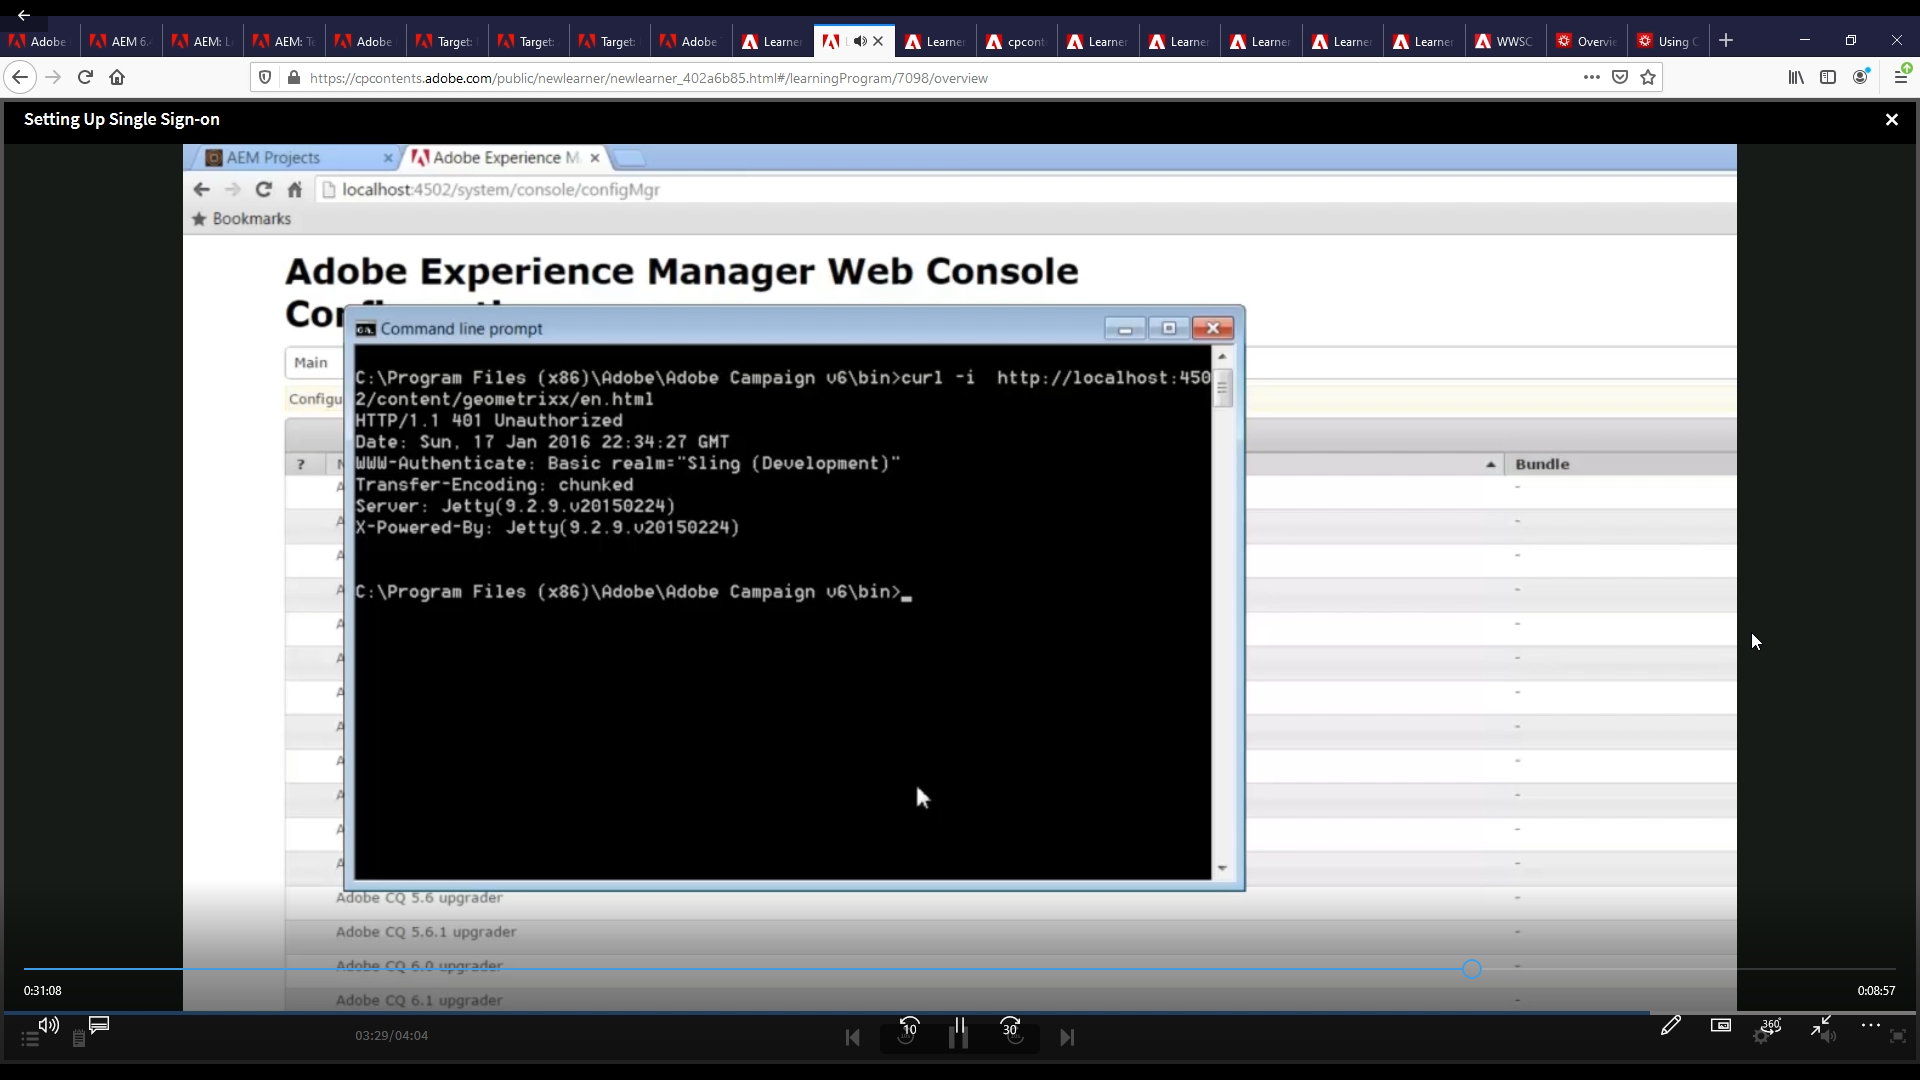 Adobe
AEM 6.
AEM: L
AEM: Te
Adobe
Target:
Target:
Target:
Adobe
Learner
L
Learner
cpcont
Learner
Learner
Learner
Learner
Learner
WWSC
Overvie
Using C
https://cpcontents.adobe.com/public/newlearner/newlearner_402a6b85.html#/learningProgram/7098/overview
Setting Up Single Sign-on
AEM Projects
Adobe Experience M
localhost:4502/system/console/configMgr
Bookmarks
Adobe Experience Manager Web Console
Command line prompt
Main
C:\Program Files (x86)\Adobe\Adobe Campaign v6\bin>curl -i  http://localhost:450
2/content/geometrixx/en.html
Configu
HTTP/1.1 401 Unauthorized
Date: Sun, 17 Jan 2016 22:34:27 GMT
WWW-Authenticate: Basic realm="Sling (Development)"
? N
Bundle
Transfer-Encoding: chunked
Server: Jetty(9.2.9.v20150224)
X-Powered-By: Jetty(9.2.9.v20150224)
C:\Program Files (x86)\Adobe\Adobe Campaign v6\bin>_
Adobe CQ 5.6 upgrader
Adobe CQ 5.6.1 upgrader
Adobe CQ 6.0 upgrader
0:31:08
0:08:57
Adobe CQ 6.1 upgrader
03:29/04:04
10
30
360